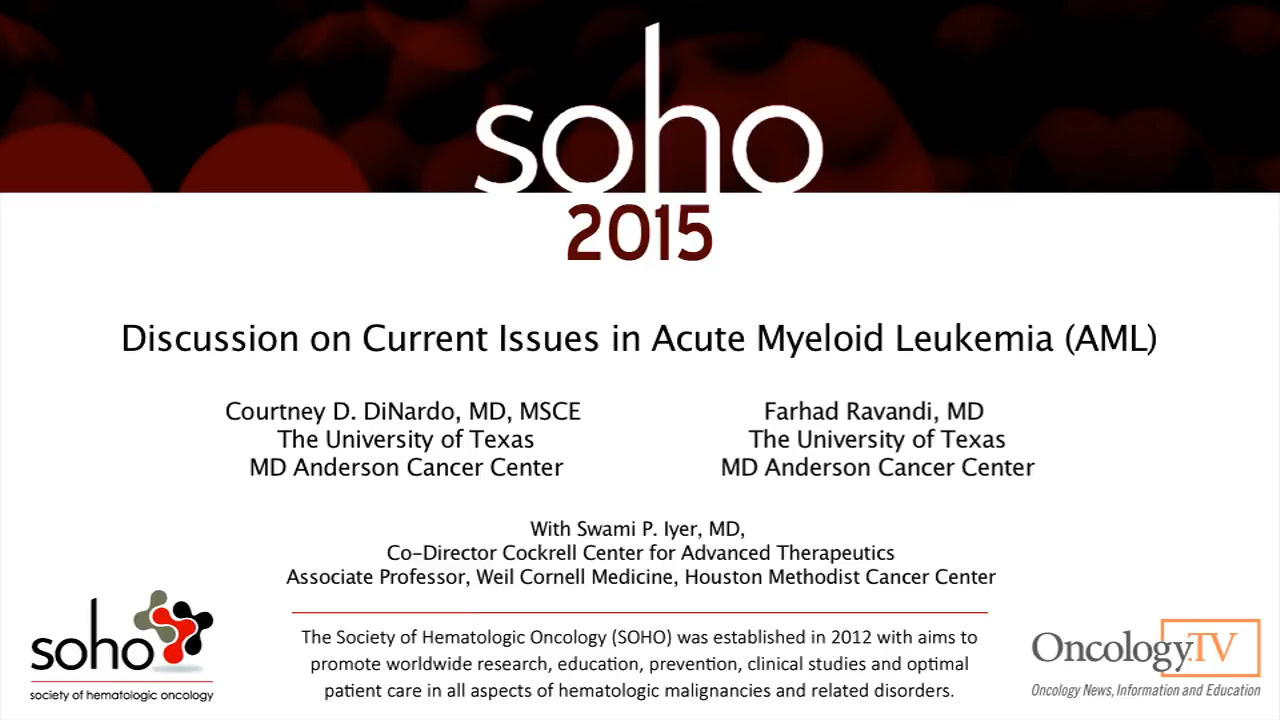 soho
2015
Discussion on Current Issues in Acute Myeloid Leukemia (AML)
Courtney D. DiNardo, MD, MSCE
The University of Texas
MD Anderson Cancer Center
Farhad Ravandi, MD
The University of Texas
MD Anderson Cancer Center
With Swami P. Iyer, MD,
Co-Director Cockrell Center for Advanced Therapeutics
Associate Professor, Weil Cornell Medicine, Houston Methodist Cancer Center
soho
society of hematologic oncology
The Society of Hematologic Oncology (SOHO) was established in 2012 with aims to
promote worldwide research, education, prevention, clinical studies and optimal
patient care in all aspects of hematologic malignancies and related disorders.
Oncology.TV
Oncology News, Information and Education